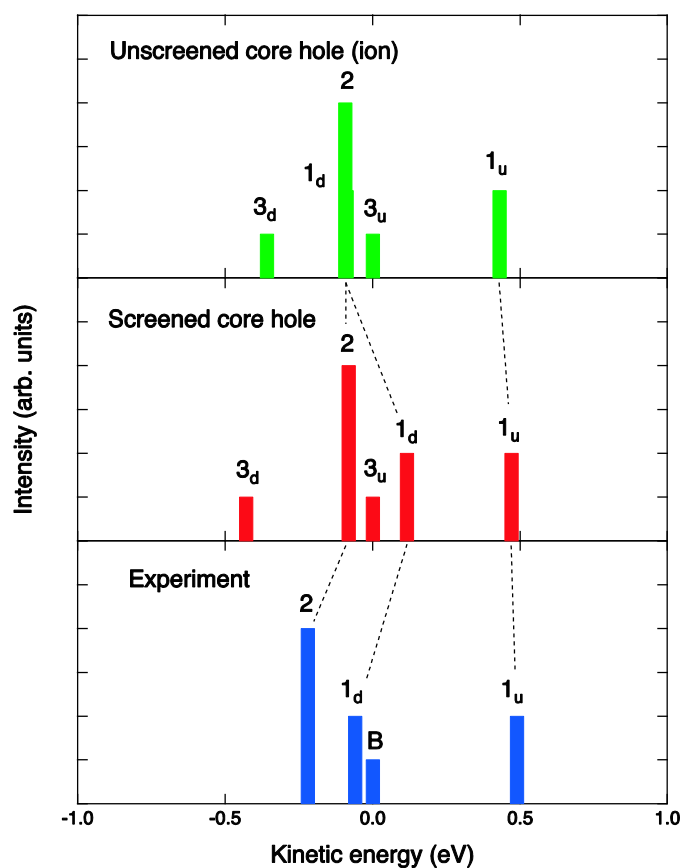 Unscreened core hole (ion)
2
1d
1u
3d
3u
Screened core hole
2
1d
1u
3d
3u
Intensity (arb. units)
Experiment
2
1d
1u
B
-1.0 -0.5 0.0 0.5 1.0
Kinetic energy (eV)